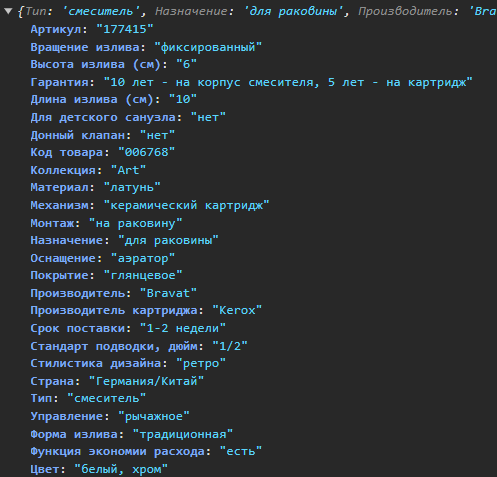 ▼ {Тип: 'смеситель', Назначение: 'для раковины', Производитель: 'Bra
Артикул: "177415"
Вращение излива: "фиксированный"
Высота излива (см): "6"
Гарантия: "10 лет - на корпус смесителя, 5 лет - на картридж"
Длина излива (см): "10"
Для детского санузла: "нет"
Донный клапан: "нет"
Код товара: "006768"
Коллекция: "Art"
Материал: "латунь"
Механизм: "керамический картридж"
Монтаж: "на раковину"
Назначение: "для раковины"
Оснащение: "аэратор"
Покрытие: "глянцевое"
Производитель: "Bravat"
Производитель картриджа: "Kerox"
Срок поставки: "1-2 недели"
Стандарт подводки, дюйм: "1/2"
Стилистика дизайна: "ретро"
Страна: "Германия/Китай"
Тип: "смеситель"
Управление: "рычажное"
Форма излива: "традиционная"
Функция экономии расхода: "есть"
Цвет: "белый, хром"